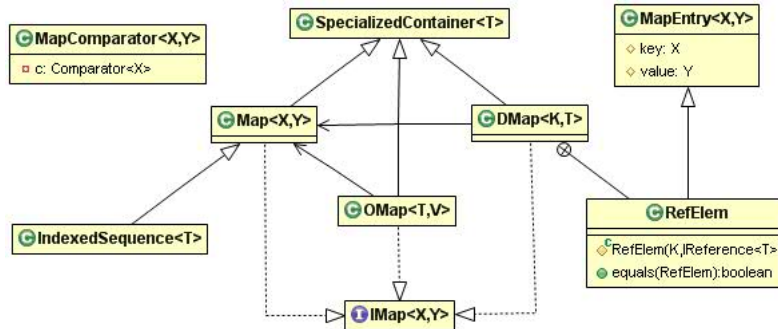 SpecializedContainer<T>
MapEntry<X,Y>
key: X
value: Y
MapComparator<X,Y>
c: Comparator<X>
Map<X,Y>
DMap<K,T>
OMap<T,V>
RefElem
RefElem(K,IReference<T>
equals(RefElem):boolean
IndexedSequence<T>
IMap<X,Y>